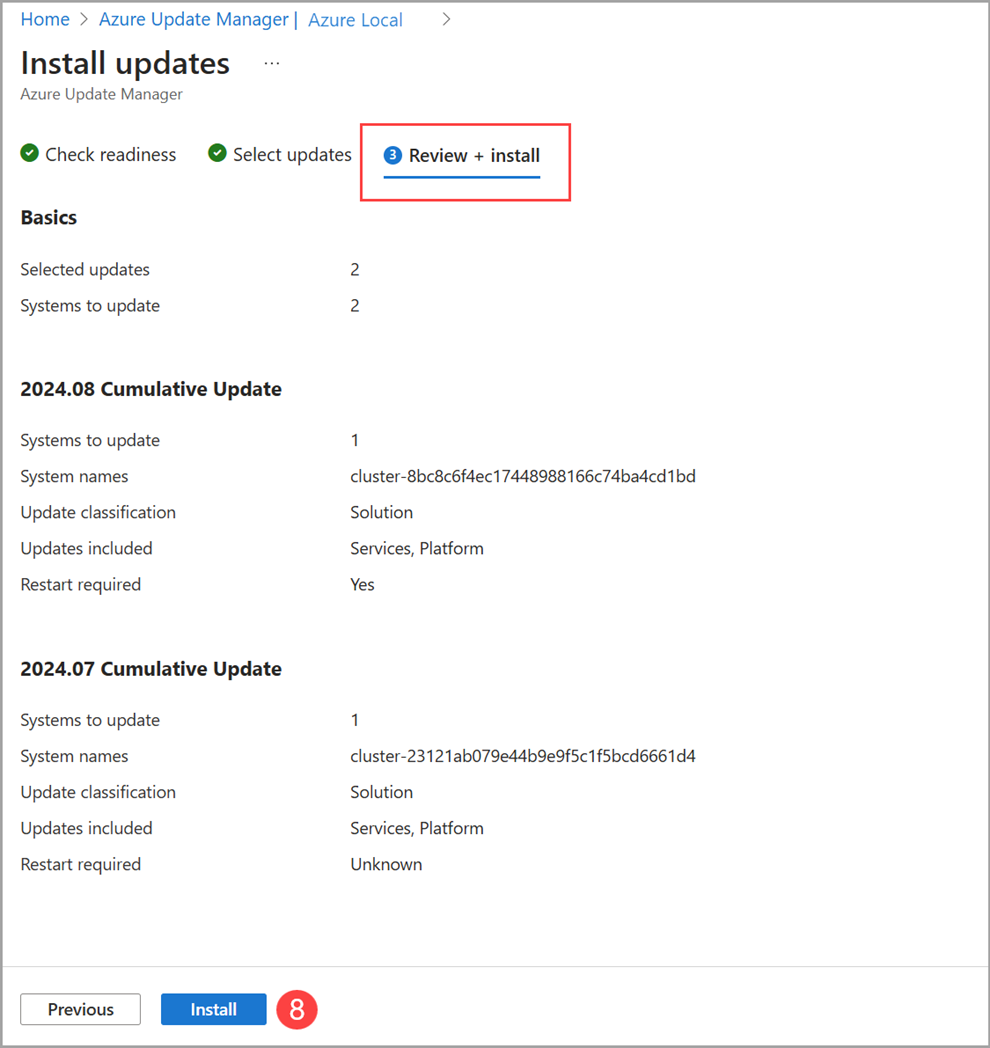 Home > Azure Update Manager | Azure Local >
Install updates ...
Azure Update Manager
Check readiness Select updates 3 Review + install
Basics
Selected updates 2
Systems to update 2
2024.08 Cumulative Update
Systems to update 1
System names cluster-8bc8c6f4ec17448988166c74ba4cd1bd
Update classification Solution
Updates included Services, Platform
Restart required Yes
2024.07 Cumulative Update
Systems to update 1
System names cluster-23121ab079e44b9e9f5c1f5bcd6661d4
Update classification Solution
Updates included Services, Platform
Restart required Unknown
Previous Install 8